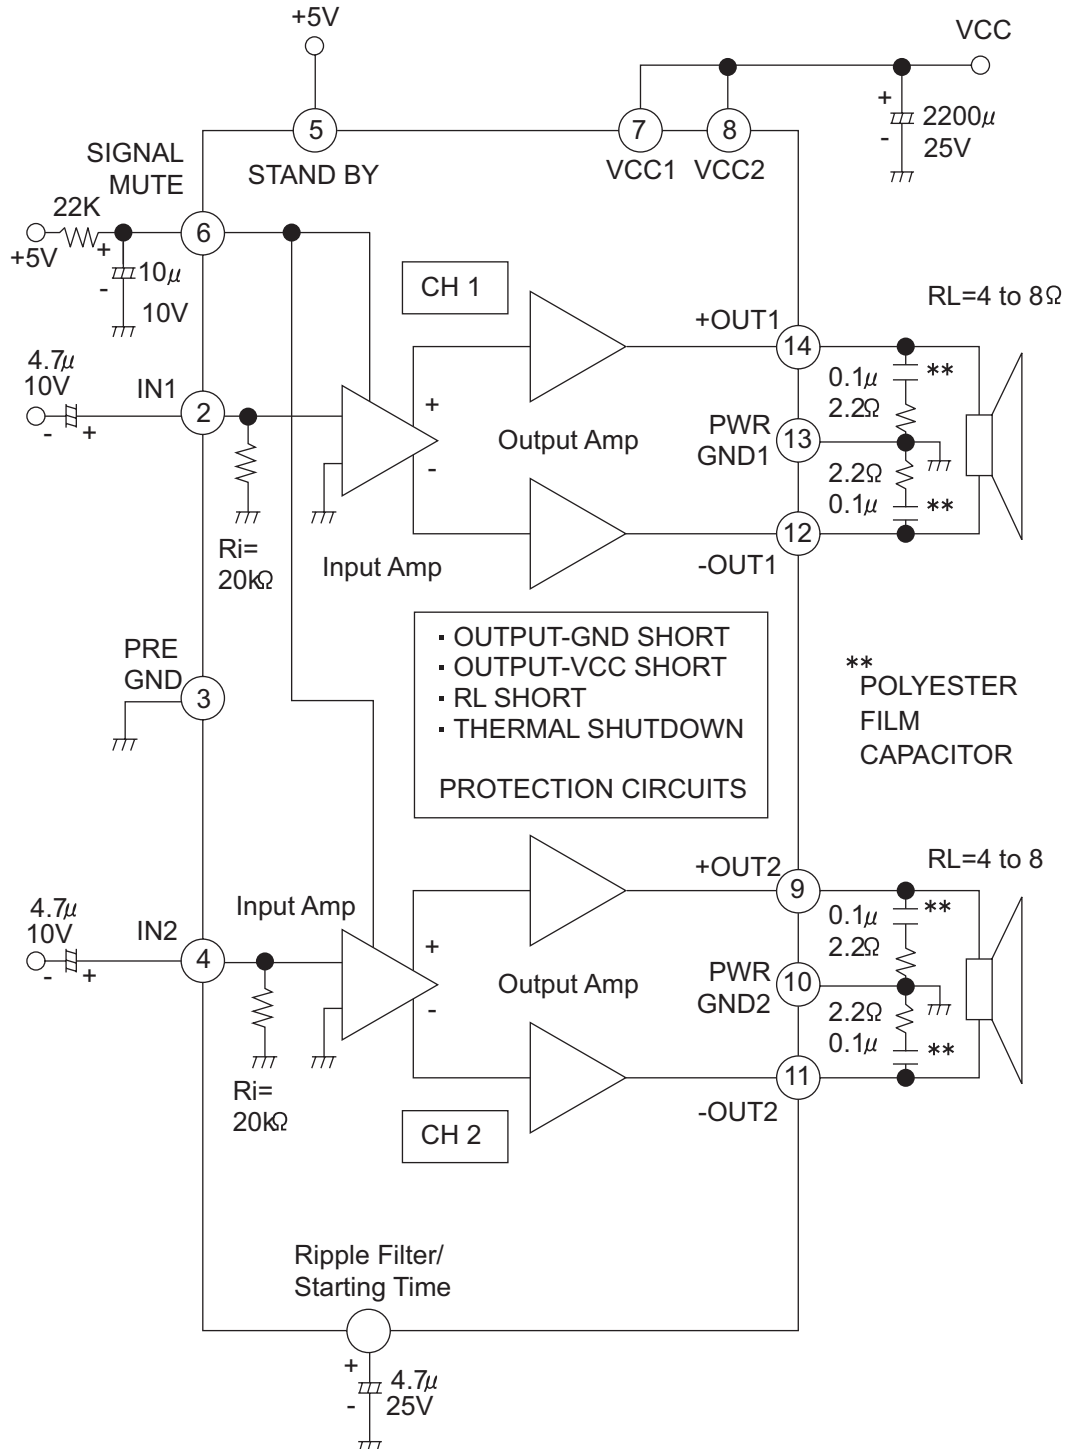 +5V
VCC
5
7
8
+
2200μ
-
25V
STAND BY
VCC1
VCC2
SIGNAL
MUTE
22K
6
+5V
+
10μ
-
10V
CH 1
RL=4 to 8Ω
+OUT1
14
4.7μ
10V
IN1
2
-
+
+
-
Output Amp
0.1μ
**
2.2Ω
PWR
GND1
13
2.2Ω
0.1μ
**
12
-OUT1
Ri=
20kΩ
Input Amp
▪ OUTPUT-GND SHORT
▪ OUTPUT-VCC SHORT
▪ RL SHORT
▪ THERMAL SHUTDOWN
PROTECTION CIRCUITS
PRE
GND
3
**
POLYESTER
FILM
CAPACITOR
+OUT2
9
RL=4 to 8
4.7μ
10V
IN2
4
-
+
Input Amp
+
-
Output Amp
0.1μ
**
2.2Ω
PWR
GND2
10
2.2Ω
0.1μ
**
11
-OUT2
Ri=
20kΩ
CH 2
Ripple Filter/
Starting Time
+
4.7μ
-
25V